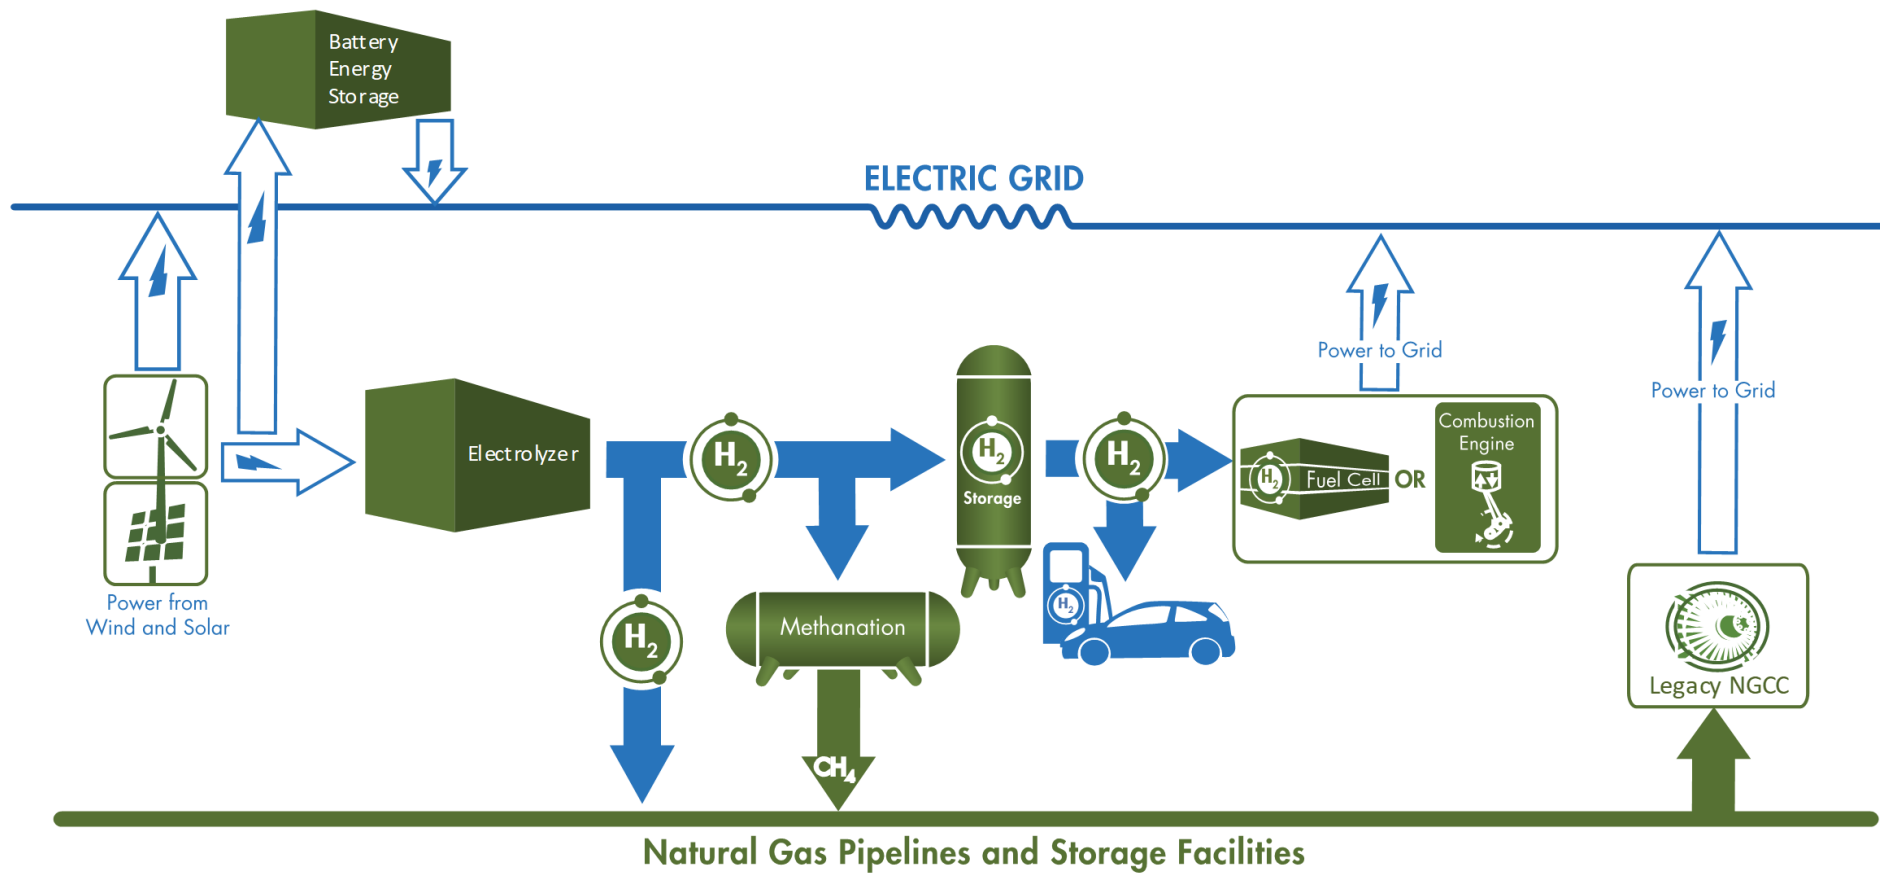 Battery
Energy
Storage
ELECTRIC GRID
Power to Grid
Power to Grid
Combustion
Engine
Electrolyzer
H2
H2
Storage
H2
H2
Fuel Cell
OR
Power from
Wind and Solar
H2
H2
Methanation
Legacy NGCC
CH4
Natural Gas Pipelines and Storage Facilities